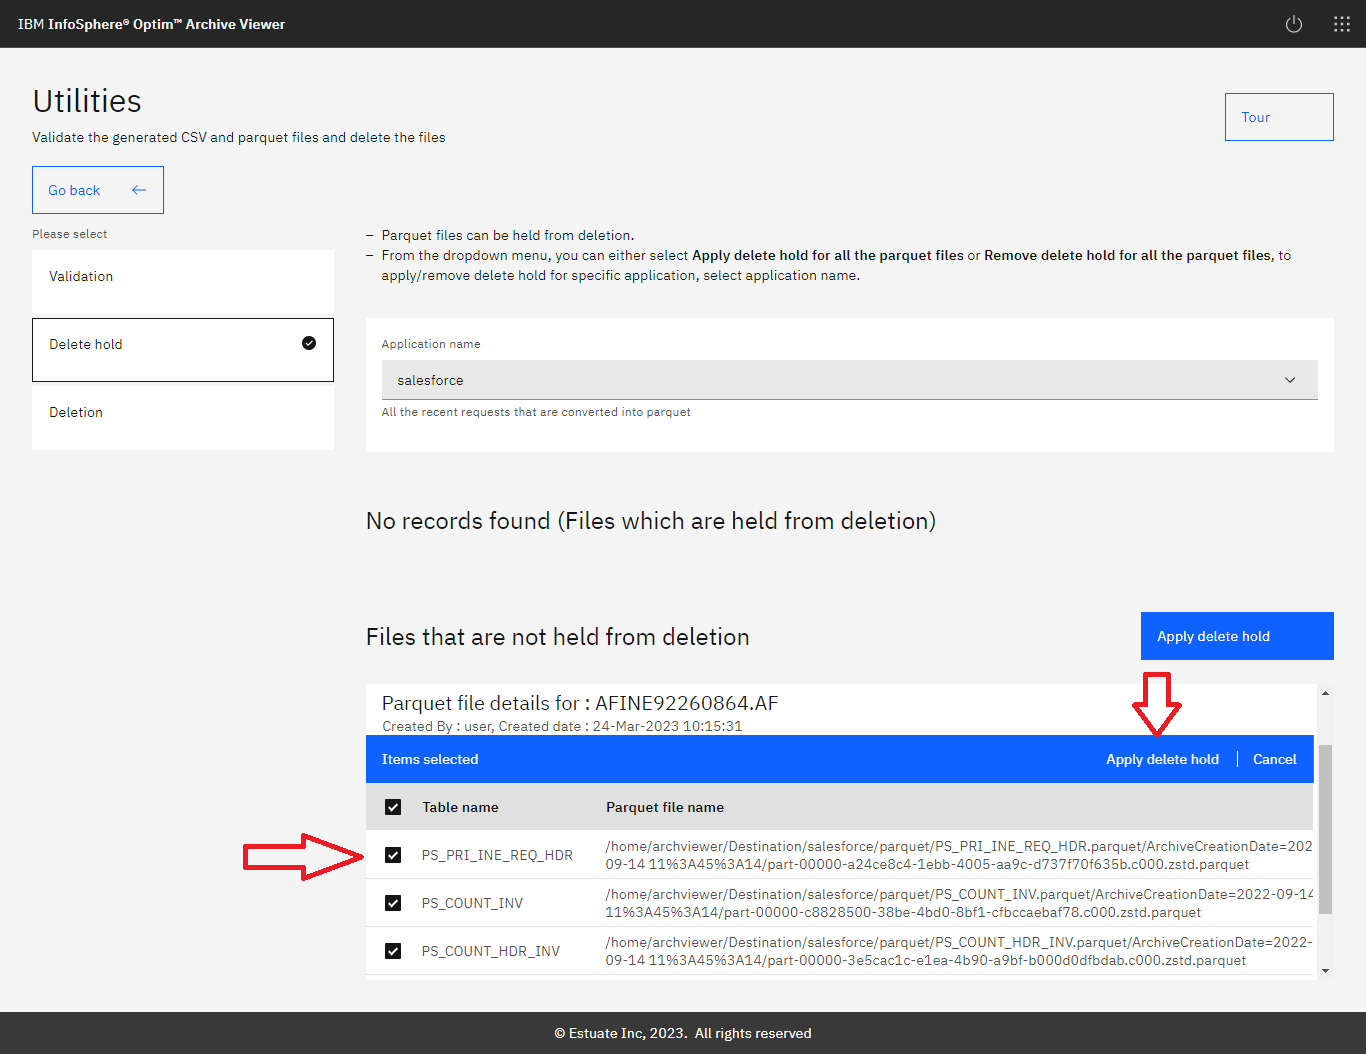 IBM InfoSphere® Optim™ Archive Viewer
Utilities
Tour
Validate the generated CSV and parquet files and delete the files
Go back
Please select
Validation
Delete hold
Deletion
– Parquet files can be held from deletion.
– From the dropdown menu, you can either select Apply delete hold for all the parquet files or Remove delete hold for all the parquet files, to
apply/remove delete hold for specific application, select application name.
Application name
salesforce
All the recent requests that are converted into parquet
No records found (Files which are held from deletion)
Files that are not held from deletion
Apply delete hold
Parquet file details for : AFINE92260864.AF
Created By : user, Created date : 24-Mar-2023 10:15:31
Items selected
Apply delete hold | Cancel
Table name Parquet file name
PS_PRI_INE_REQ_HDR
/home/archviewer/Destination/salesforce/parquet/PS_PRI_INE_REQ_HDR.parquet/ArchiveCreationDate=202
09-14 11%3A45%3A14/part-00000-a24ce8c4-1ebb-4005-aa9c-d737f70f635b.c000.zstd.parquet
PS_COUNT_INV
/home/archviewer/Destination/salesforce/parquet/PS_COUNT_INV.parquet/ArchiveCreationDate=2022-09-14
11%3A45%3A14/part-00000-c8828500-38be-4bd0-8bf1-cfbccaebaf78.c000.zstd.parquet
PS_COUNT_HDR_INV
/home/archviewer/Destination/salesforce/parquet/PS_COUNT_HDR_INV.parquet/ArchiveCreationDate=2022-
09-14 11%3A45%3A14/part-00000-3e5cac1c-e1ea-4b90-a9bf-b000d0dfbdab.c000.zstd.parquet
© Estuate Inc, 2023. All rights reserved